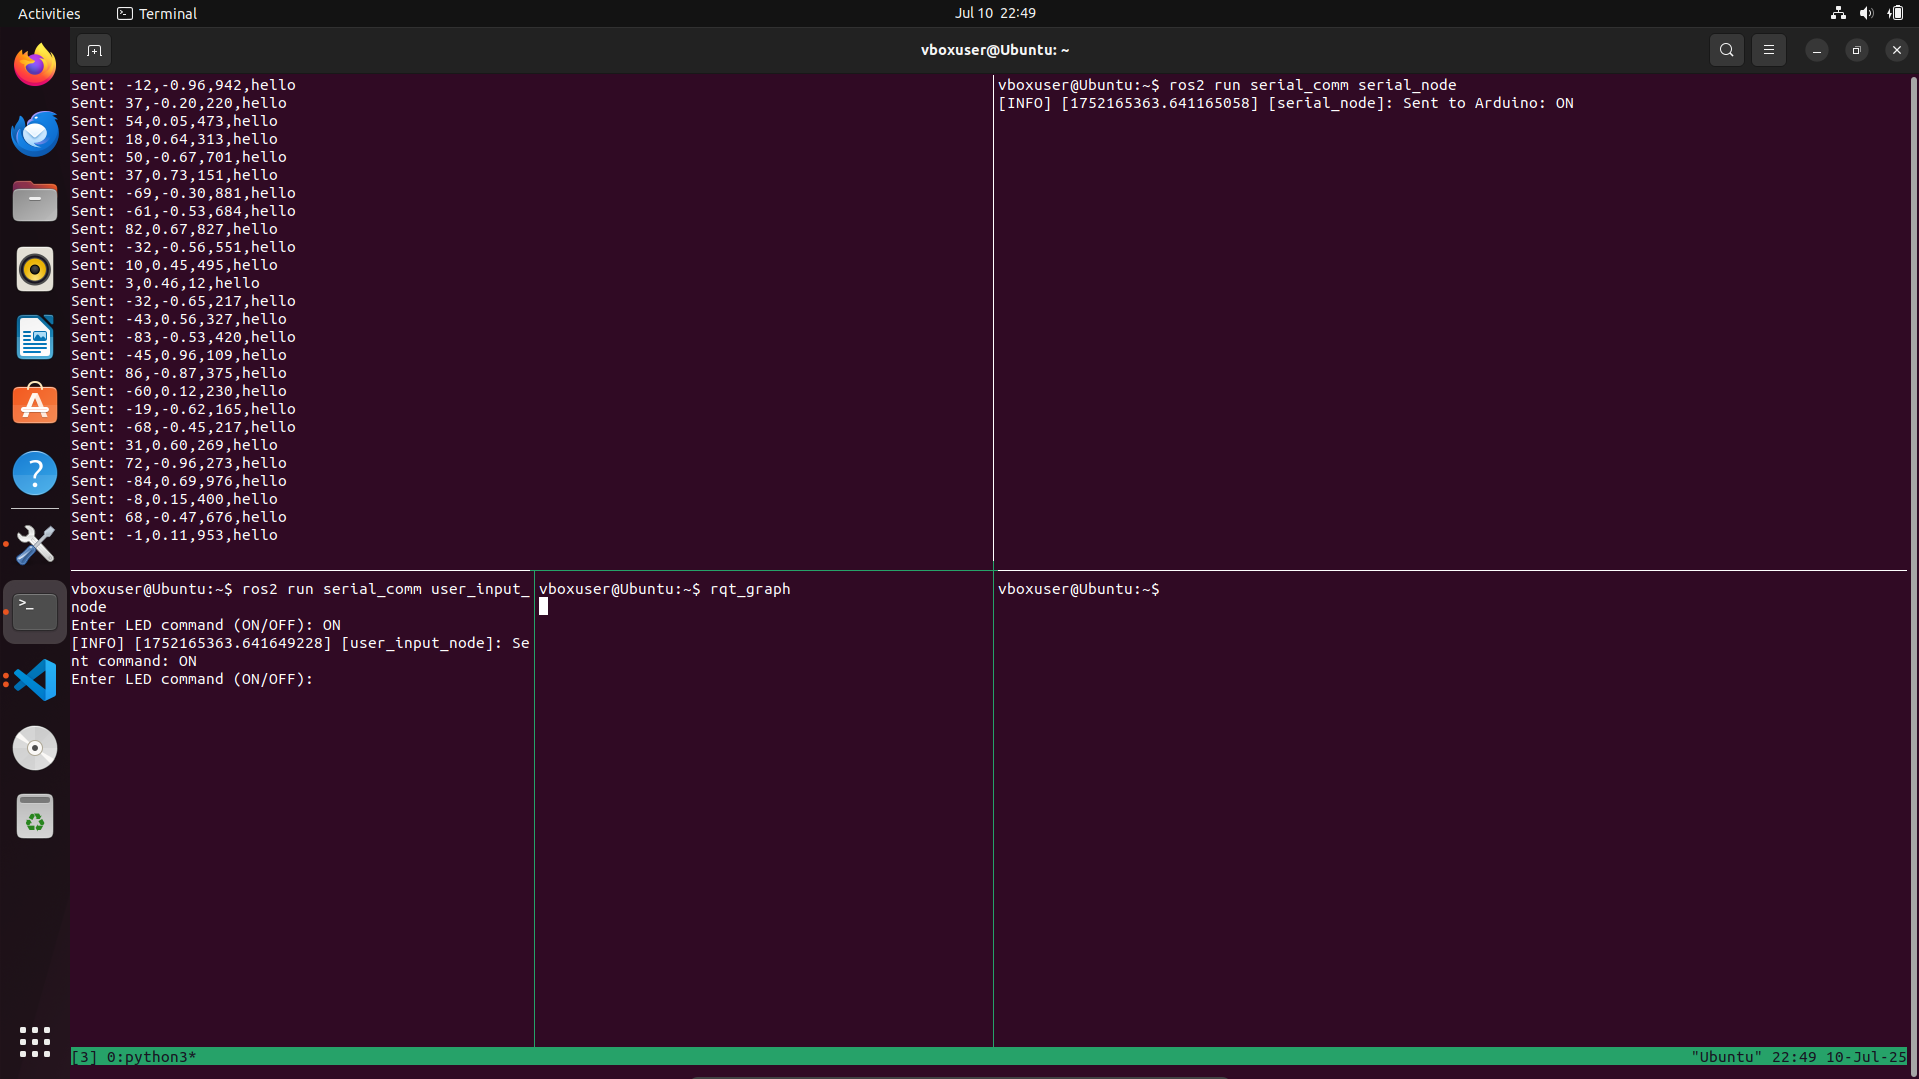 Activities
Terminal
Jul 10 22:49
vboxuser@Ubuntu: ~
Sent: -12,-0.96,942,hello
Sent: 37,-0.20,220,hello
Sent: 54,0.05,473,hello
Sent: 18,0.64,313,hello
Sent: 50,-0.67,701,hello
Sent: 37,0.73,151,hello
Sent: -69,-0.30,881,hello
Sent: -61,-0.53,684,hello
Sent: 82,0.67,827,hello
Sent: -32,-0.56,551,hello
Sent: 10,0.45,495,hello
Sent: 3,0.46,12,hello
Sent: -32,-0.65,217,hello
Sent: -43,0.56,327,hello
Sent: -83,-0.53,420,hello
Sent: -45,0.96,109,hello
Sent: 86,-0.87,375,hello
Sent: -60,0.12,230,hello
Sent: -19,-0.62,165,hello
Sent: -68,-0.45,217,hello
Sent: 31,0.60,269,hello
Sent: 72,-0.96,273,hello
Sent: -84,0.69,976,hello
Sent: -8,0.15,400,hello
Sent: 68,-0.47,676,hello
Sent: -1,0.11,953,hello
vboxuser@Ubuntu:~$ ros2 run serial_comm serial_node
[INFO] [1752165363.641165058] [serial_node]: Sent to Arduino: ON
vboxuser@Ubuntu:~$ ros2 run serial_comm user_input_
node
Enter LED command (ON/OFF): ON
[INFO] [1752165363.641649228] [user_input_node]: Se
nt command: ON
Enter LED command (ON/OFF):
vboxuser@Ubuntu:~$ rqt_graph
vboxuser@Ubuntu:~$
[3] 0:python3*
"Ubuntu" 22:49 10-Jul-25